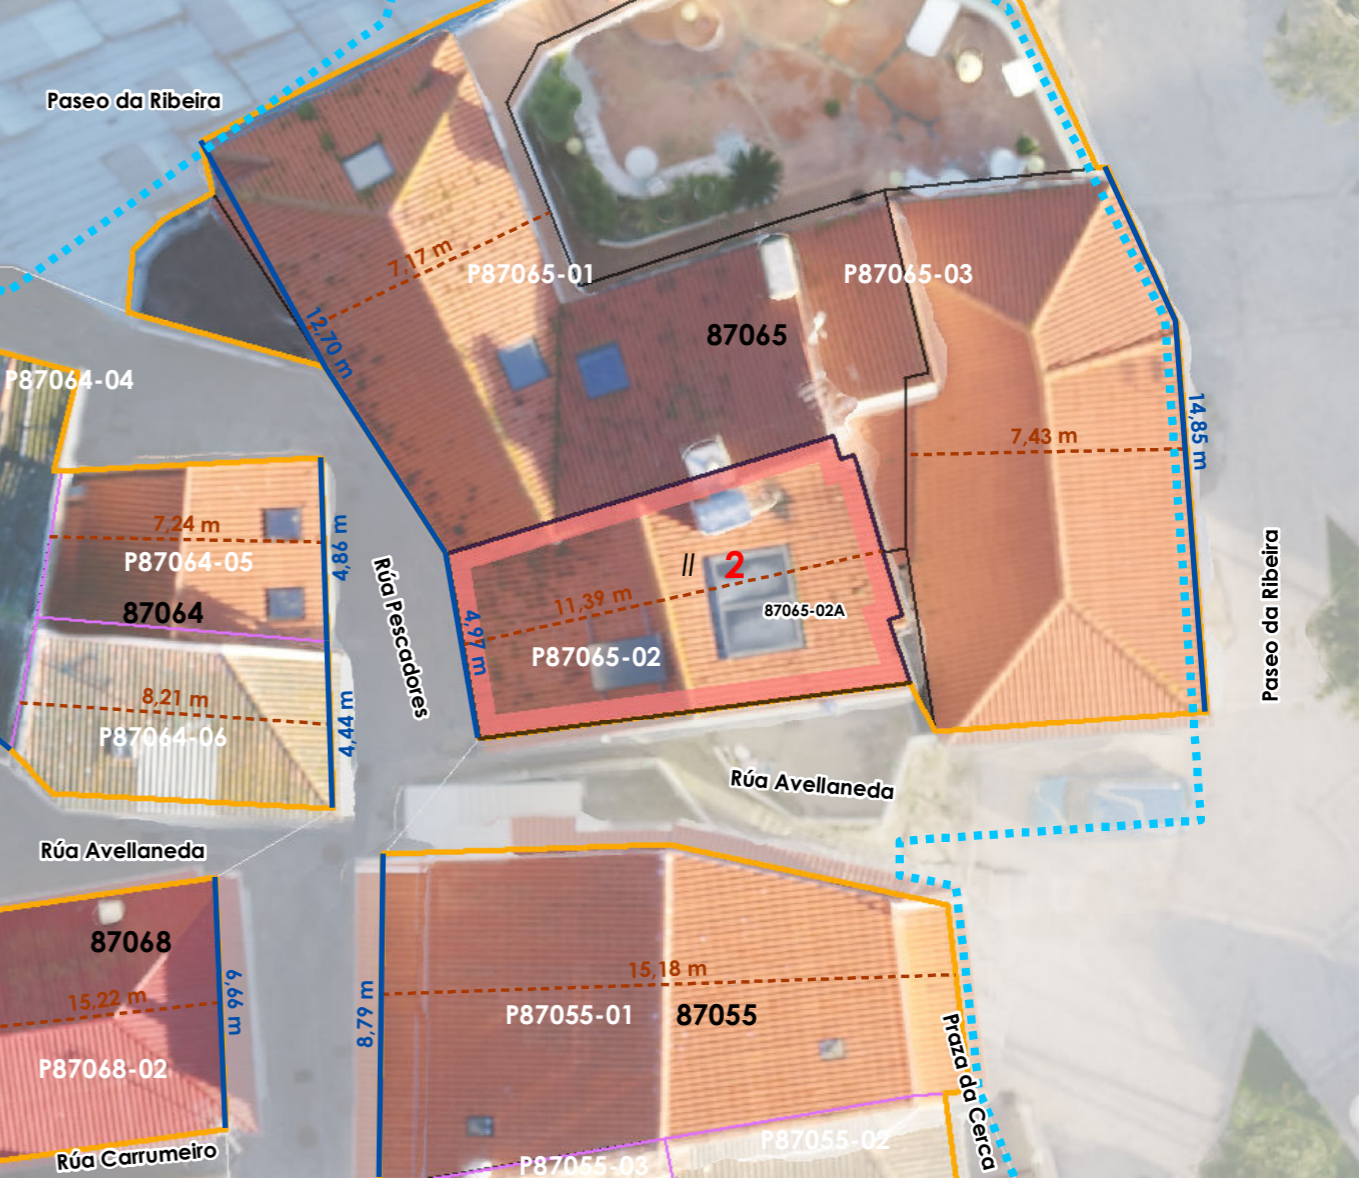 Paseo da Ribeira
7,17 m
P87065-01
P87065-03
12,70 m
87065
P87064-04
14,85 m
7,43 m
7,24 m
4,86 m
P87064-05
87064
Rúa Pescadores
11,39 m
//
2
87065-02A
4,97 m
P87065-02
Paseo da Ribeira
8,21 m
4,44 m
P87064-06
Rúa Avellaneda
Rúa Avellaneda
87068
15,22 m
6,66 m
P87068-02
Rúa Carrumeiro
8,79 m
15,18 m
P87055-01
87055
Praza da Cerca
P87055-02
P87055-03